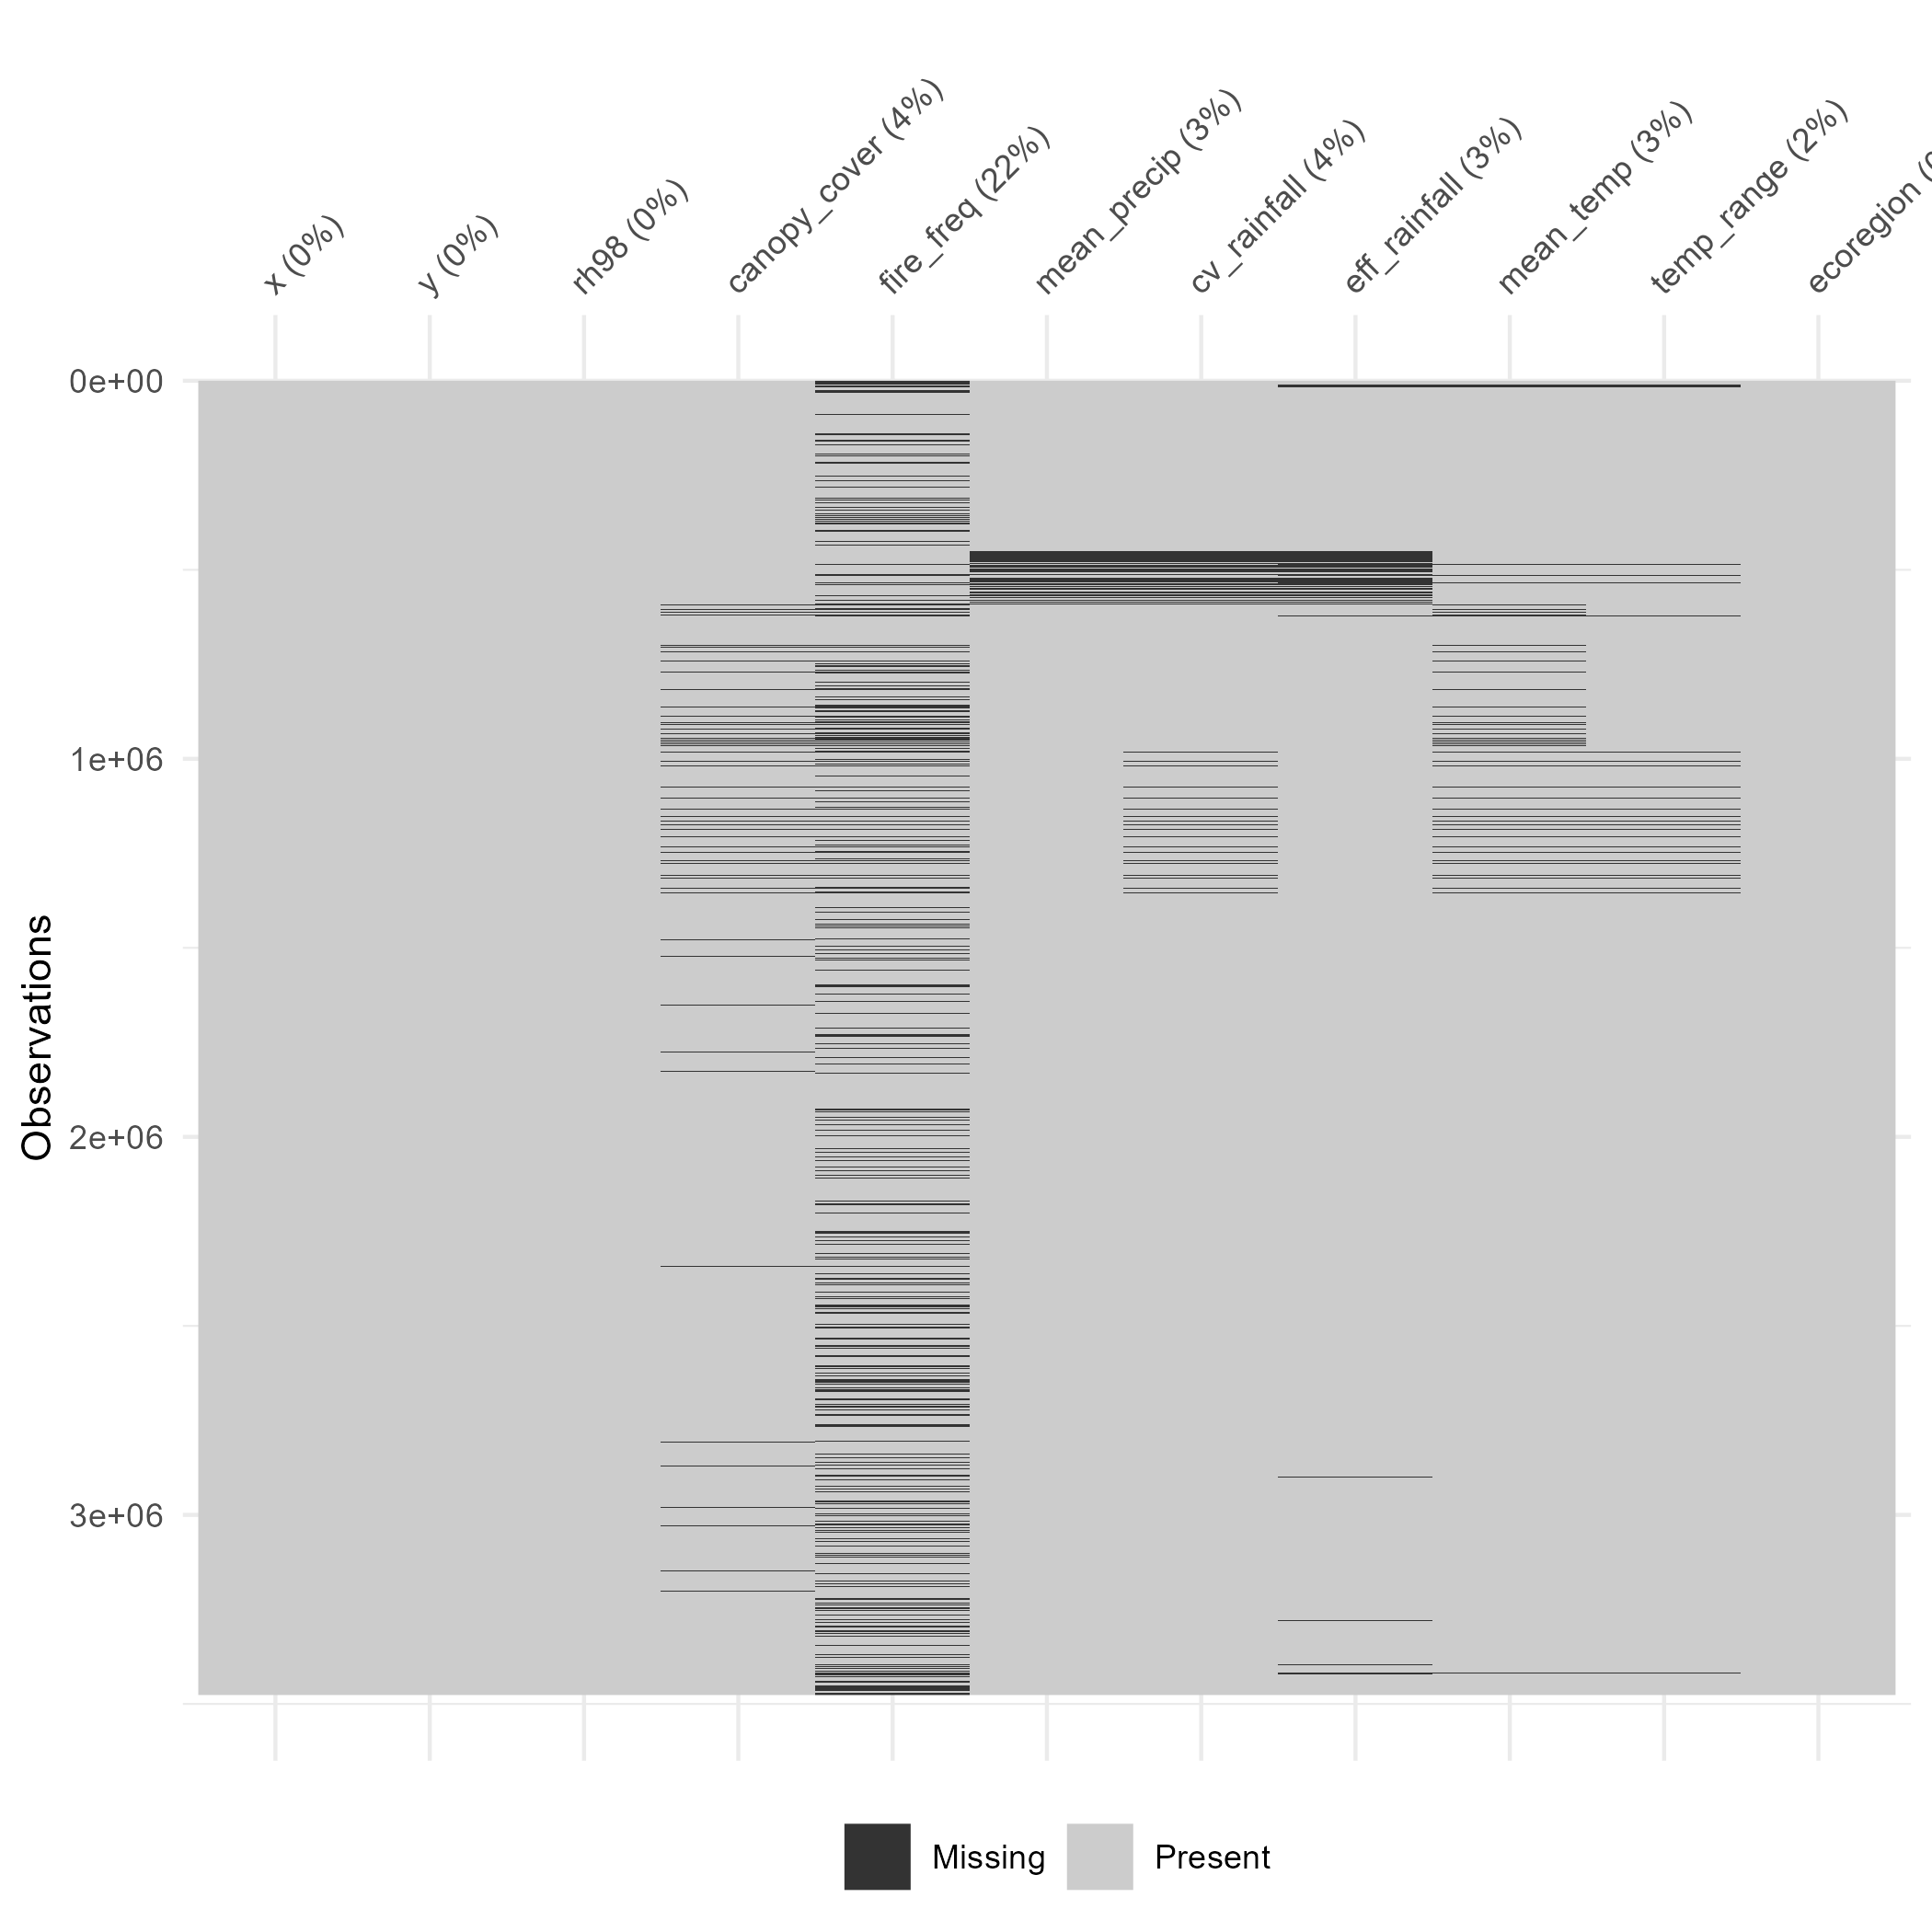 x (0%)
y (0%)
rh98 (0%)
canopy_cover (4%)
fire_freq (22%)
mean_precip (3%)
cv_rainfall (4%)
eff_rainfall (3%)
mean_temp (3%)
temp_range (2%)
ecoregion
0e+00
1e+06
2e+06
3e+06
Observations
Missing
Present